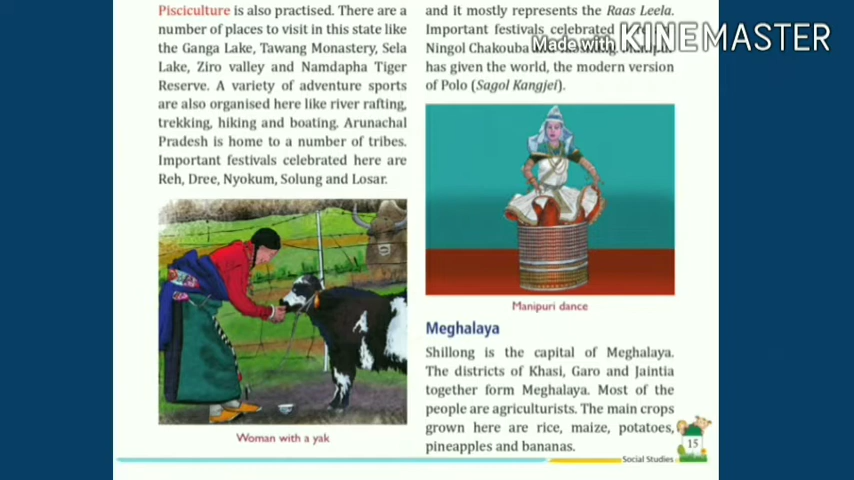 Pisciculture is also practised. There are a
number of places to visit in this state like
the Ganga Lake, Tawang Monastery, Sela
Lake, Ziro valley and Namdapha Tiger
Reserve. A variety of adventure sports
are also organised here like river rafting,
trekking, hiking and boating. Arunachal
Pradesh is home to a number of tribes.
Important festivals celebrated here are
Reh, Dree, Nyokum, Solung and Losar.
Woman with a yak
and it mostly represents the Raas Leela.
Important festivals celebrated
Ningol Chakouba
has given the world, the modern version
of Polo (Sagol Kangjei).
Made with KINEMASTER
Manipuri dance
Meghalaya
Shillong is the capital of Meghalaya.
The districts of Khasi, Garo and Jaintia
together form Meghalaya. Most of the
people are agriculturists. The main crops
grown here are rice, maize, potatoes,
pineapples and bananas.
15
Social Studies